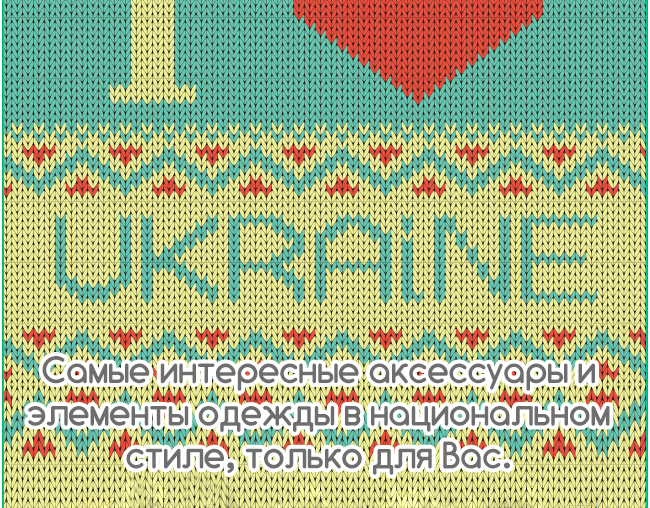 I
UKRAiNE
Самые интересные аксессуары и
элементы одежды в национальном
стиле, только для Вас.